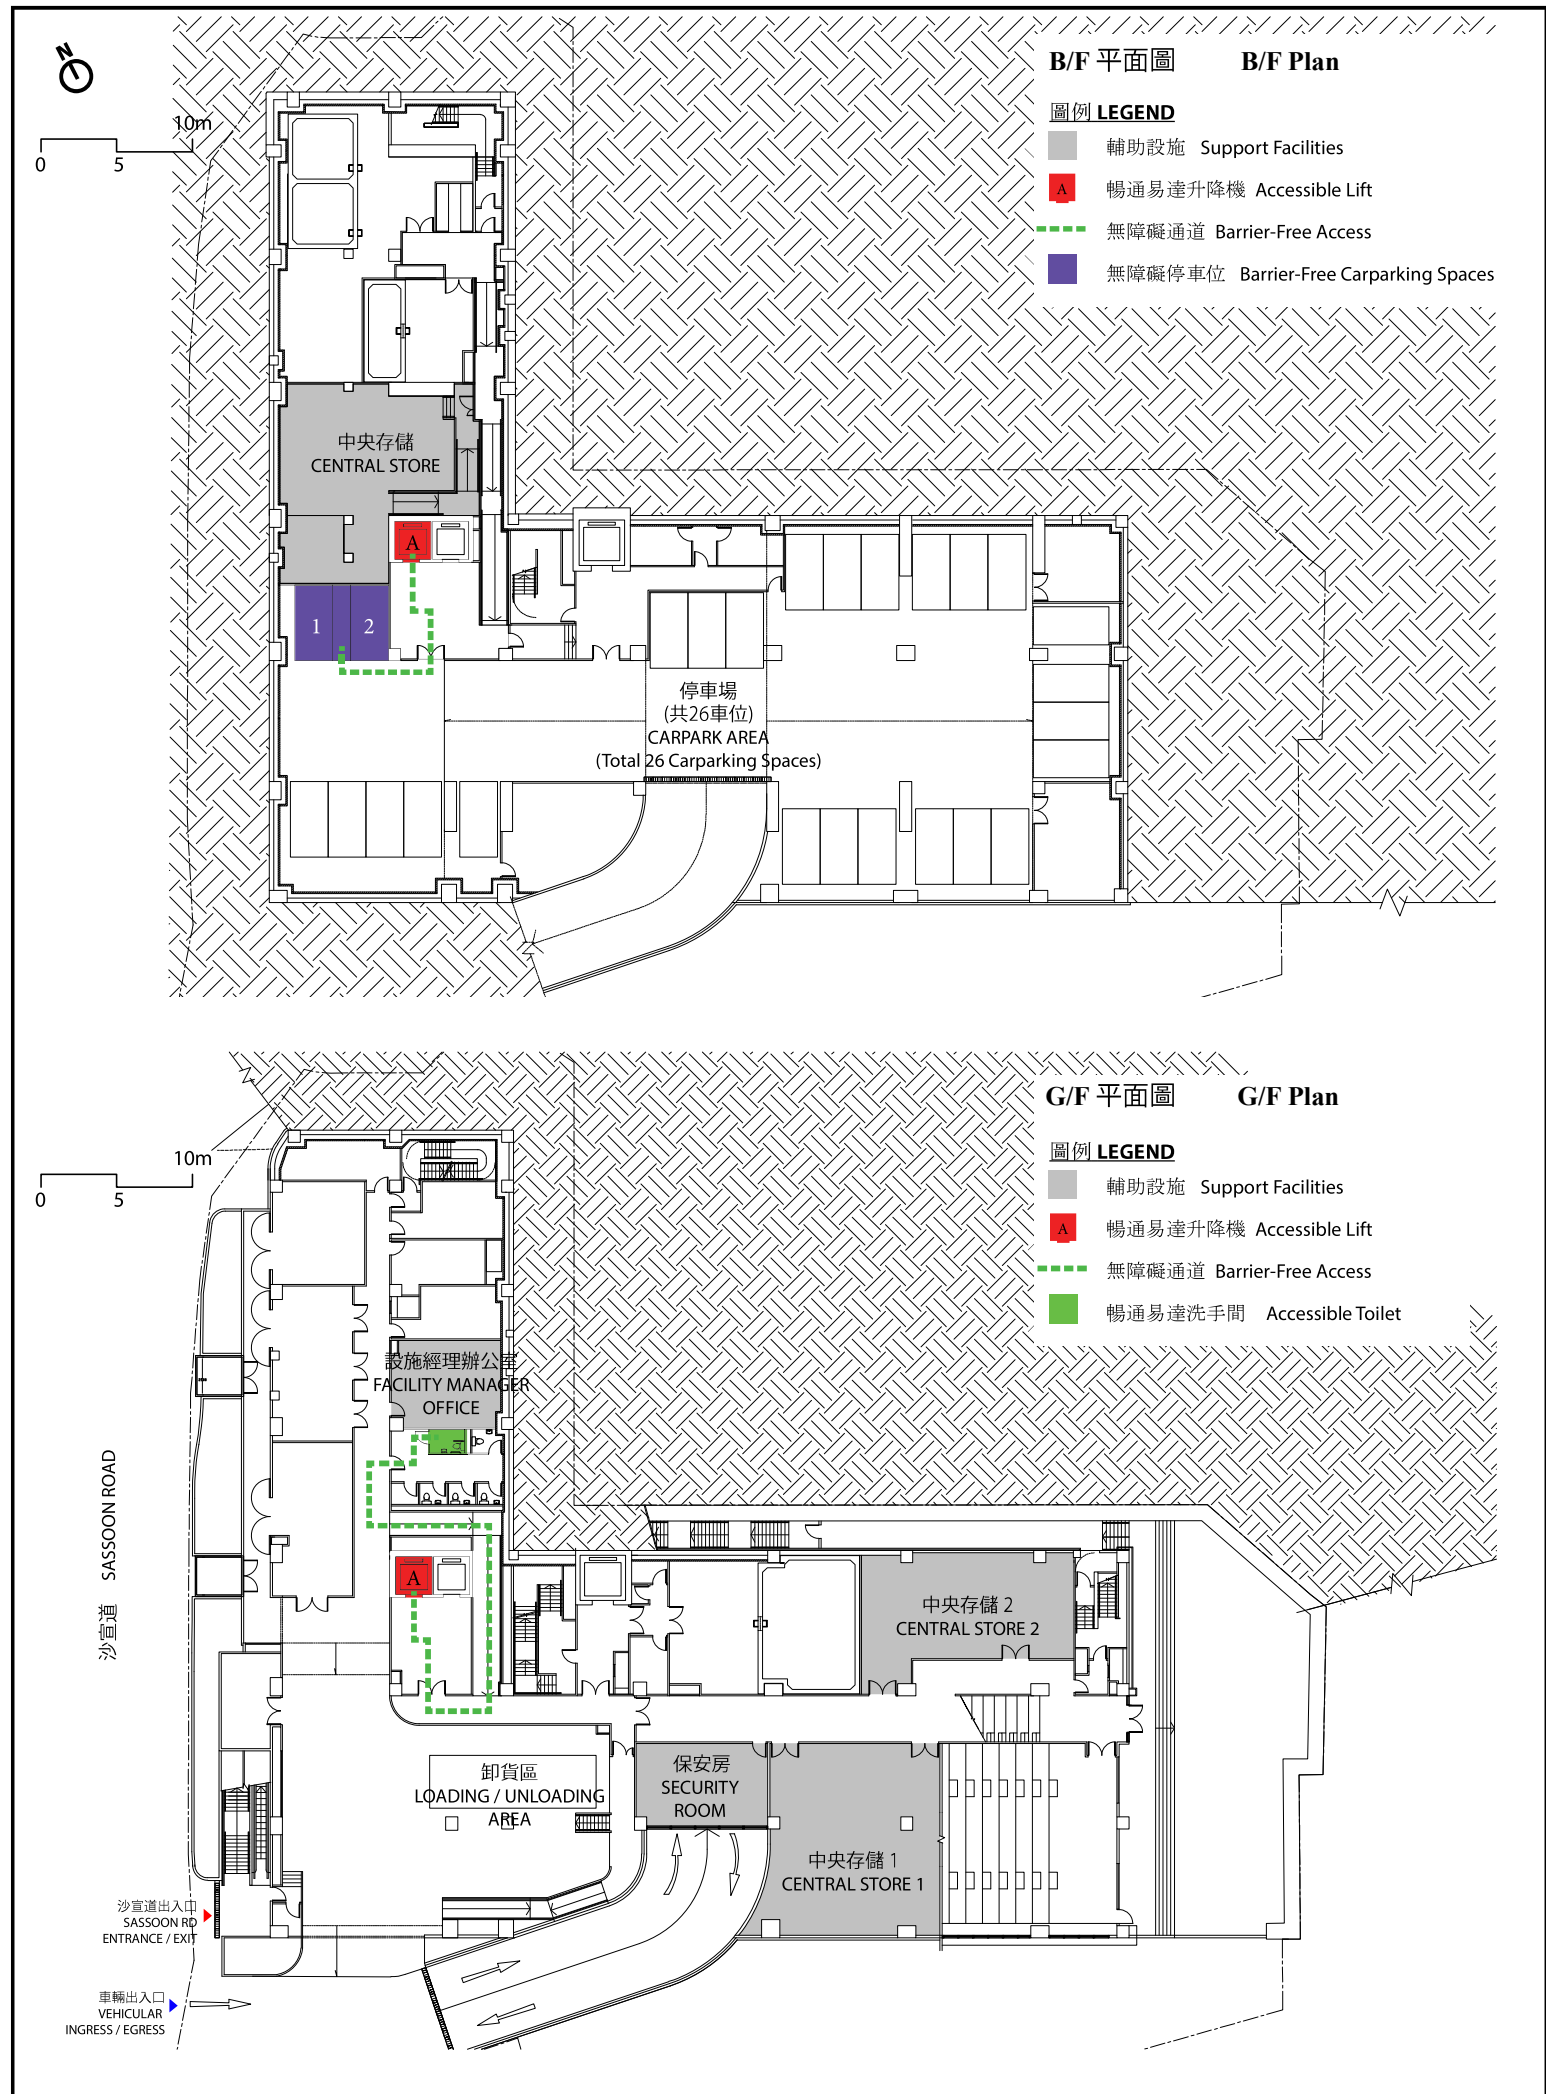 N
10m
0 5
B/F 平面圖 B/F Plan
圖例 LEGEND
輔助設施 Support Facilities
A 暢通易達升降機 Accessible Lift
無障礙通道 Barrier-Free Access
無障礙停車位 Barrier-Free Carparking Spaces
中央存儲
CENTRAL STORE
A
1 2
停車場
(共26車位)
CARPARK AREA
(Total 26 Carparking Spaces)
10m
0 5
G/F 平面圖 G/F Plan
圖例 LEGEND
輔助設施 Support Facilities
A 暢通易達升降機 Accessible Lift
無障礙通道 Barrier-Free Access
暢通易達洗手間 Accessible Toilet
設施經理辦公室
FACILITY MANAGER
OFFICE
沙宣道 SASSOON ROAD
A
中央存儲 2
CENTRAL STORE 2
卸貨區
LOADING / UNLOADING
AREA
保安房
SECURITY
ROOM
中央存儲 1
CENTRAL STORE 1
沙宣道出入口
SASSOON RD
ENTRANCE / EXIT
車輛出入口
VEHICULAR
INGRESS / EGRESS